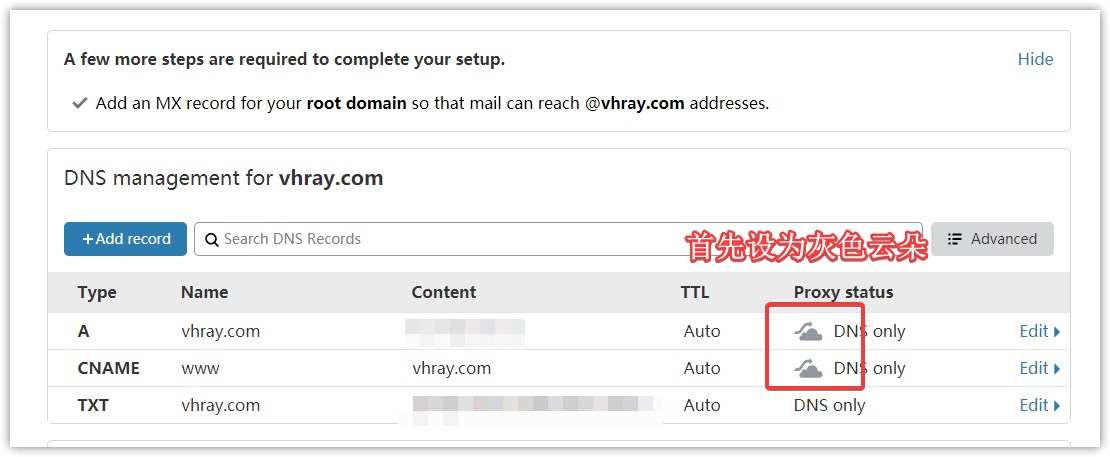 A few more steps are required to complete your setup.
Hide
Add an MX record for your root domain so that mail can reach @vhray.com addresses.
DNS management for vhray.com
+Add record
Search DNS Records
首先设为灰色云朵
Advanced
Type Name Content TTL Proxy status
A vhray.com Auto DNS only Edit
CNAME www vhray.com Auto DNS only Edit
TXT vhray.com Auto DNS only Edit